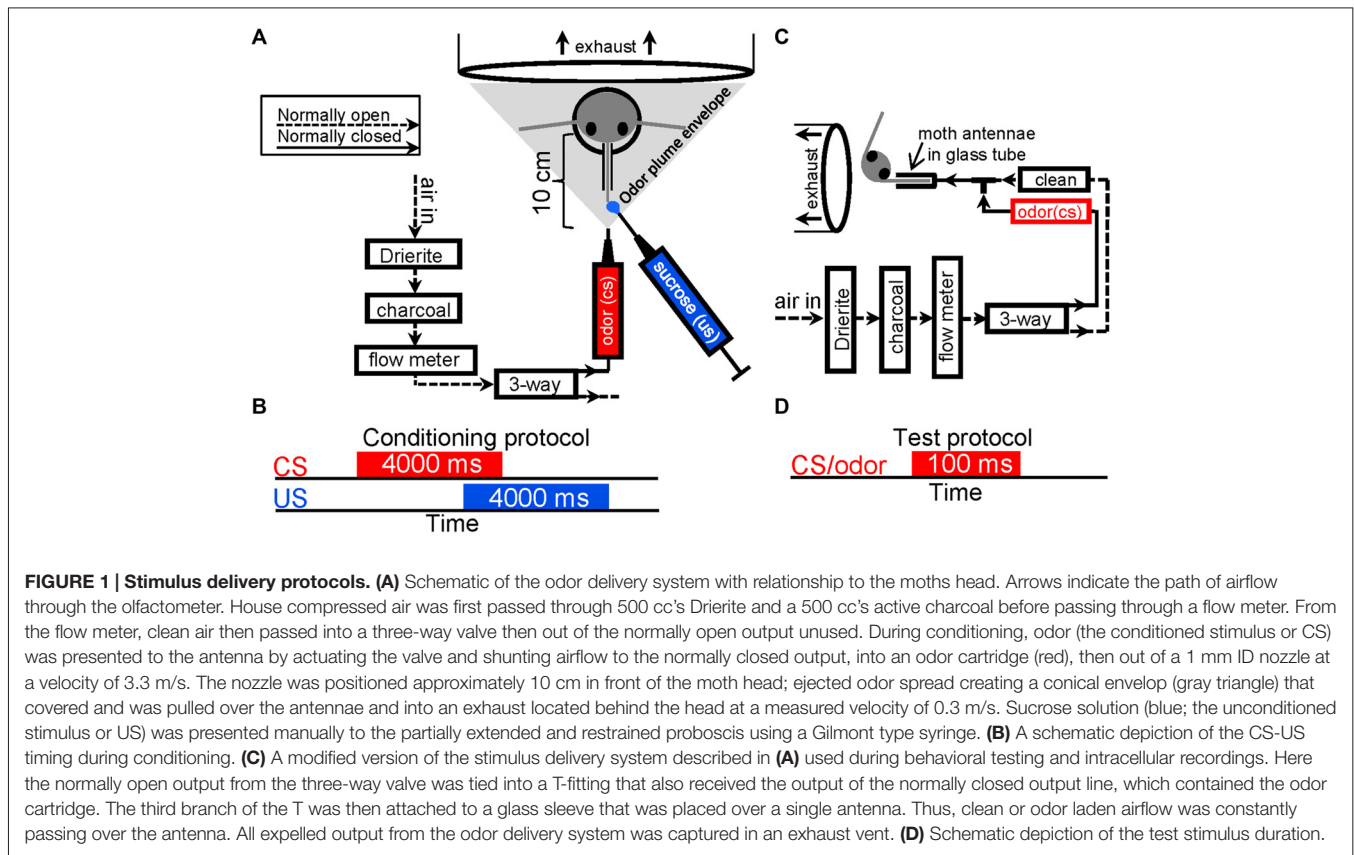 A
exhaust
Normally open
Normally closed
air in
Drierite
charcoal
flow meter
3-way
10 cm
Odor plume envelope
odor (cs)
sucrose (us)
C
exhaust
moth antennae
in glass tube
clean
odor(cs)
air in
Drierite
charcoal
flow meter
3-way
B
Conditioning protocol
CS
4000 ms
US
4000 ms
Time
D
Test protocol
CS/odor
100 ms
Time
FIGURE 1 | Stimulus delivery protocols. (A) Schematic of the odor delivery system with relationship to the moths head. Arrows indicate the path of airflow
through the olfactometer. House compressed air was first passed through 500 cc's Drierite and a 500 cc's active charcoal before passing through a flow meter. From
the flow meter, clean air then passed into a three-way valve then out of the normally open output unused. During conditioning, odor (the conditioned stimulus or CS)
was presented to the antenna by actuating the valve and shunting airflow to the normally closed output, into an odor cartridge (red), then out of a 1 mm ID nozzle at
a velocity of 3.3 m/s. The nozzle was positioned approximately 10 cm in front of the moth head; ejected odor spread creating a conical envelop (gray triangle) that
covered and was pulled over the antennae and into an exhaust located behind the head at a measured velocity of 0.3 m/s. Sucrose solution (blue; the unconditioned
stimulus or US) was presented manually to the partially extended and restrained proboscis using a Gilmont type syringe. (B) A schematic depiction of the CS-US
timing during conditioning. (C) A modified version of the stimulus delivery system described in (A) used during behavioral testing and intracellular recordings. Here
the normally open output from the three-way valve was tied into a T-fitting that also received the output of the normally closed output line, which contained the odor
cartridge. The third branch of the T was then attached to a glass sleeve that was placed over a single antenna. Thus, clean or odor laden airflow was constantly
passing over the antenna. All expelled output from the odor delivery system was captured in an exhaust vent. (D) Schematic depiction of the test stimulus duration.